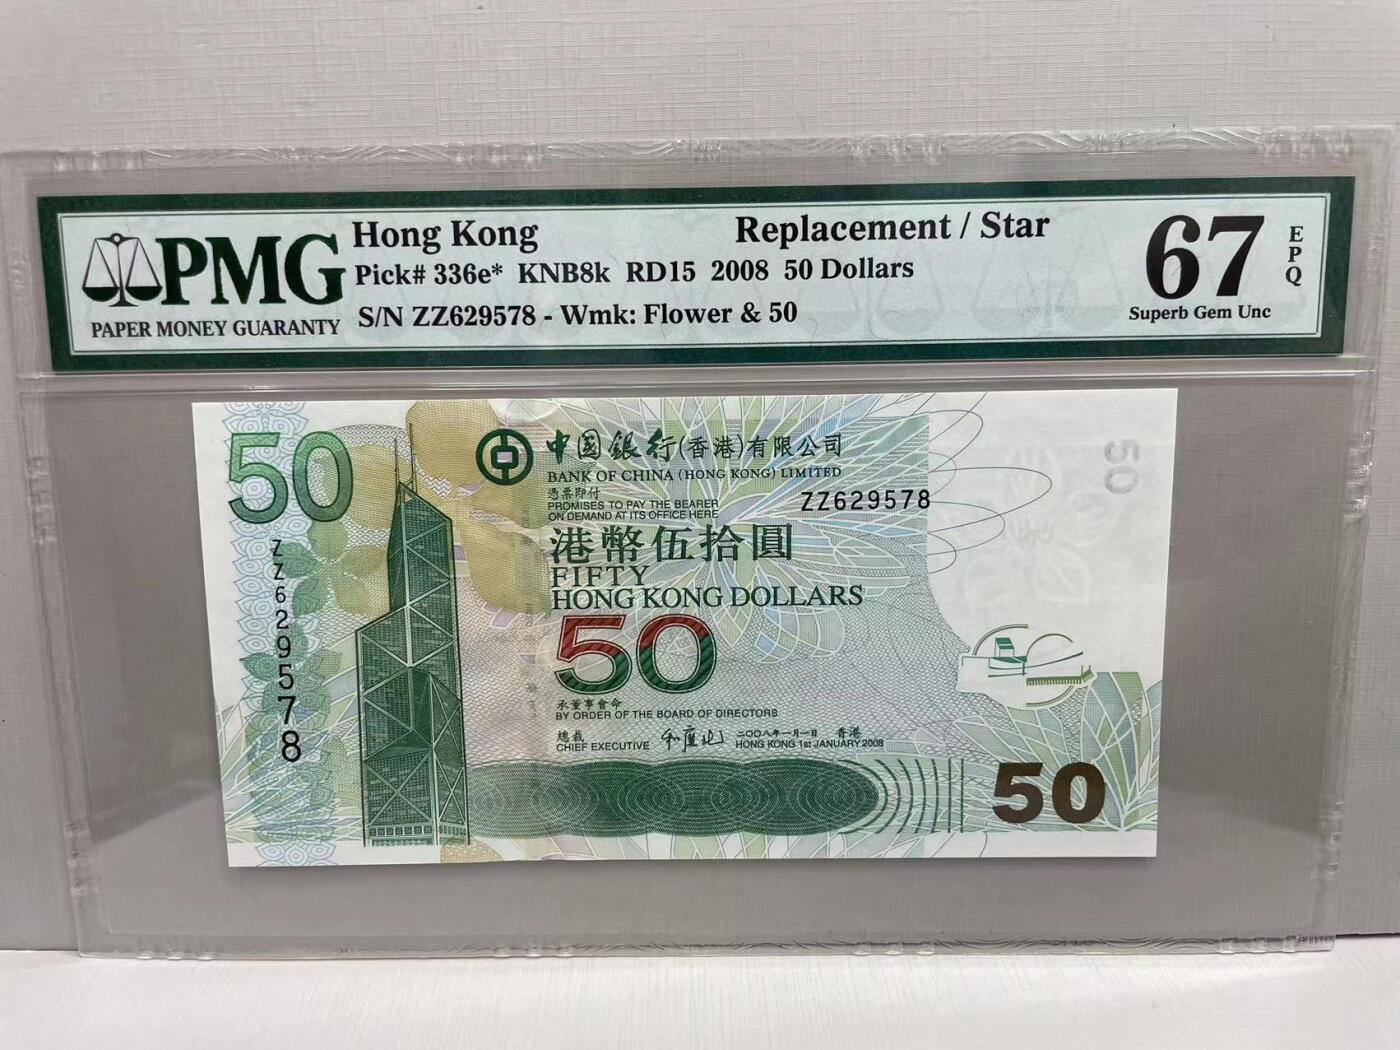 PMG
PAPER MONEY GUARANTY
Hong Kong
Replacement / Star
Pick# 336e* KNB8k RD15 2008 50 Dollars
S/N ZZ629578 - Wmk: Flower & 50
67
EPQ
Superb Gem Unc
50
中國銀行(香港)有限公司
BANK OF CHINA (HONG KONG) LIMITED
憑票即付
PROMISES TO PAY THE BEARER
ON DEMAND AT ITS OFFICE HERE
ZZ629578
港幣伍拾圓
FIFTY
HONG KONG DOLLARS
50
承董事會命
BY ORDER OF THE BOARD OF DIRECTORS
總裁
CHIEF EXECUTIVE
二〇〇八年一月一日 香港
HONG KONG 1st JANUARY 2008
ZZ629578
50
50